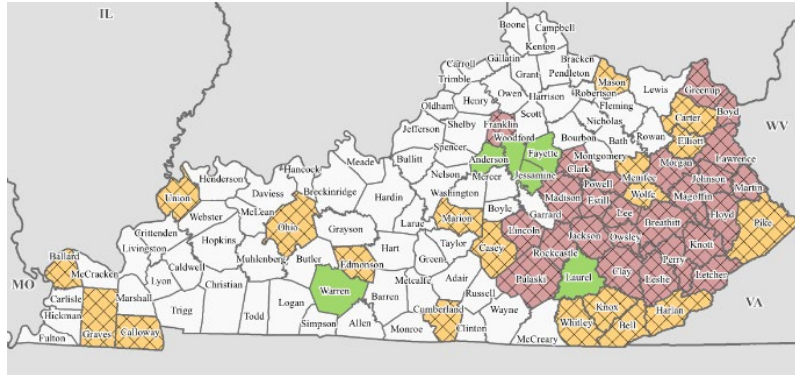 IL
Boone
Campbell
Kenton
Carroll
Gallatin
Bracken
Trimble
Grant
Pendleton
Mason
Owen
Robertson
Lewis
Greenup
Oldham
Henry
Harrison
Fleming
Boyd
Jefferson
Shelby
Franklin
Scott
Nicholas
Carter
WV
Woodford
Bourbon
Bath
Rowan
Elliott
Spencer
Anderson
Fayette
Montgomery
Lawrence
Henderson
Hancock
Meade
Bullitt
Nelson
Mercer
Jessamine
Clark
Menifee
Morgan
Union
Daviess
Breckinridge
Washington
Powell
Wolfe
Johnson
Martin
Webster
McLean
Hardin
Boyle
Madison
Estill
Magoffin
Crittenden
Ohio
Grayson
Larue
Marion
Garrard
Lee
Breathitt
Floyd
Pike
Livingston
Hopkins
Muhlenberg
Butler
Hart
Taylor
Casey
Lincoln
Jackson
Owsley
Knott
Ballard
Caldwell
Edmonson
Green
Rockcastle
Perry
MO
McCracken
Lyon
Christian
Warren
Metcalfe
Adair
Pulaski
Laurel
Clay
Leslie
Letcher
Carlisle
Marshall
Logan
Barren
Russell
Hickman
Trigg
Todd
Cumberland
Wayne
Knox
Harlan
VA
Fulton
Graves
Calloway
Simpson
Allen
Monroe
Clinton
McCreary
Whitley
Bell